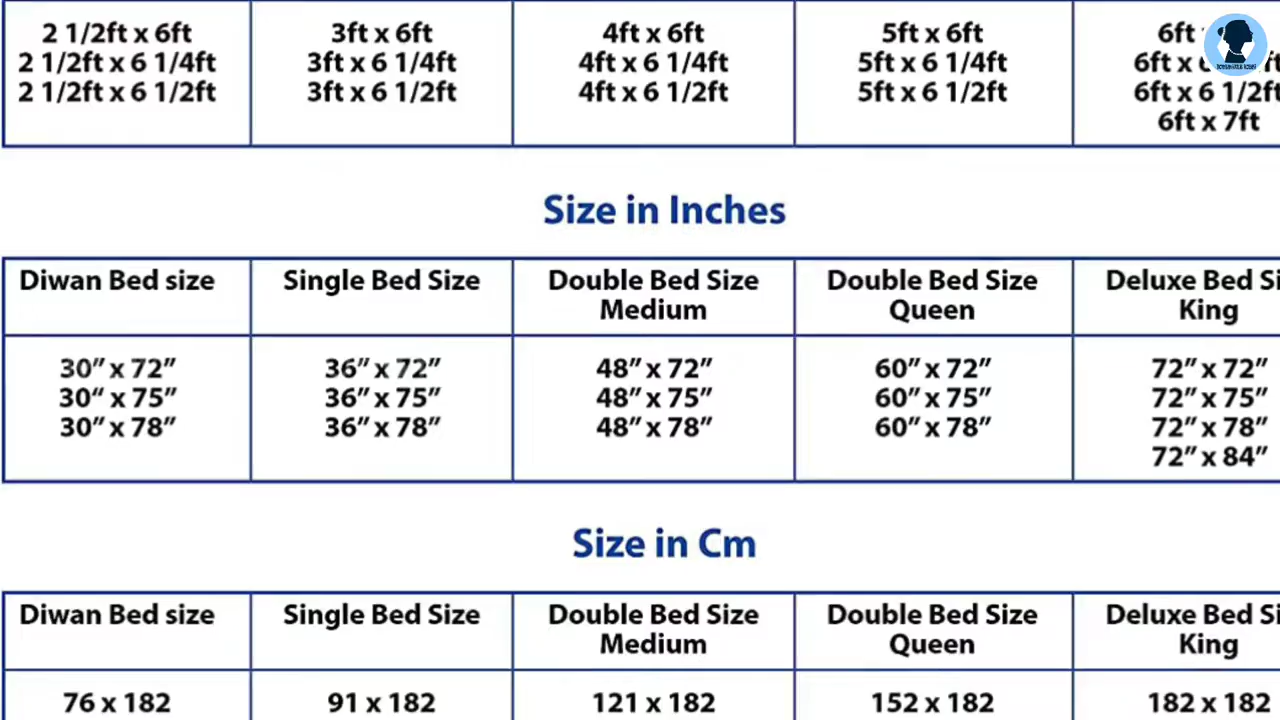 2 1/2ft x 6ft 3ft x 6ft 4ft x 6ft 5ft x 6ft 6ft
2 1/2ft x 6 1/4ft 3ft x 6 1/4ft 4ft x 6 1/4ft 5ft x 6 1/4ft 6ft x
2 1/2ft x 6 1/2ft 3ft x 6 1/2ft 4ft x 6 1/2ft 5ft x 6 1/2ft 6ft x 6 1/2ft
6ft x 7ft
Size in Inches
Diwan Bed size Single Bed Size Double Bed Size Double Bed Size Deluxe Bed
Medium Queen King
30” x 72” 36” x 72” 48” x 72” 60” x 72” 72” x 72”
30“ x 75” 36” x 75” 48” x 75” 60” x 75” 72” x 75”
30” x 78” 36” x 78” 48” x 78” 60” x 78” 72” x 78”
72” x 84”
Size in Cm
Diwan Bed size Single Bed Size Double Bed Size Double Bed Size Deluxe Bed
Medium Queen King
76 x 182 91 x 182 121 x 182 152 x 182 182 x 182